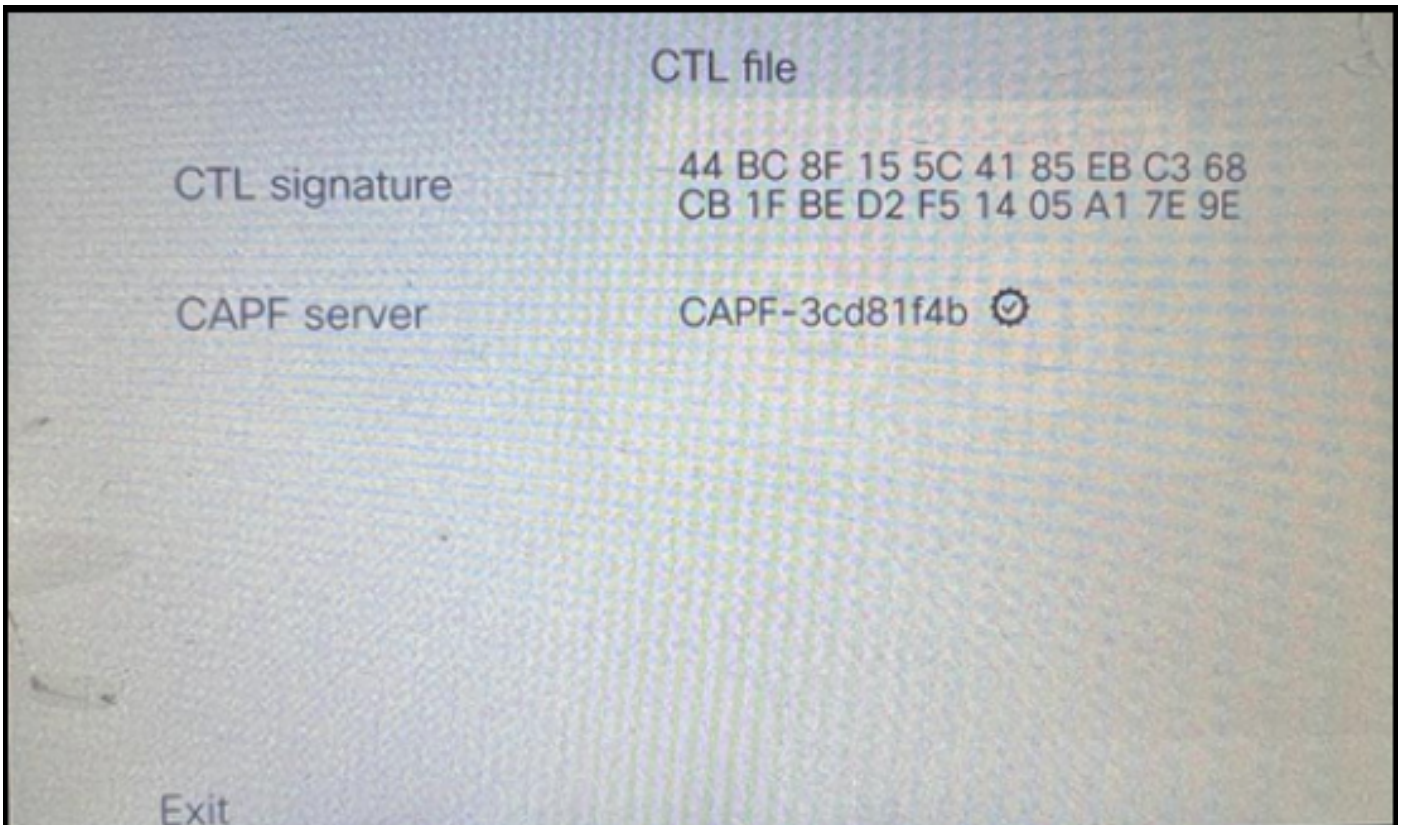 CTL file
CTL signature
44 BC 8F 15 5C 41 85 EB C3 68
CB 1F BE D2 F5 14 05 A1 7E 9E
CAPF server
CAPF-3cd81f4b
Exit